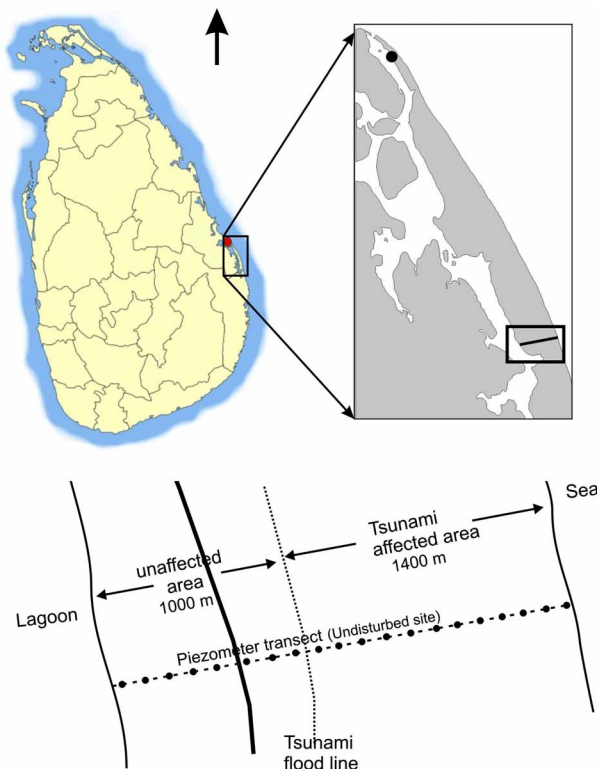 Sea
Tsunami
affected area
1400 m
unaffected
area
1000 m
Lagoon
Piezometer transect (Undisturbed site)
Tsunami
flood line